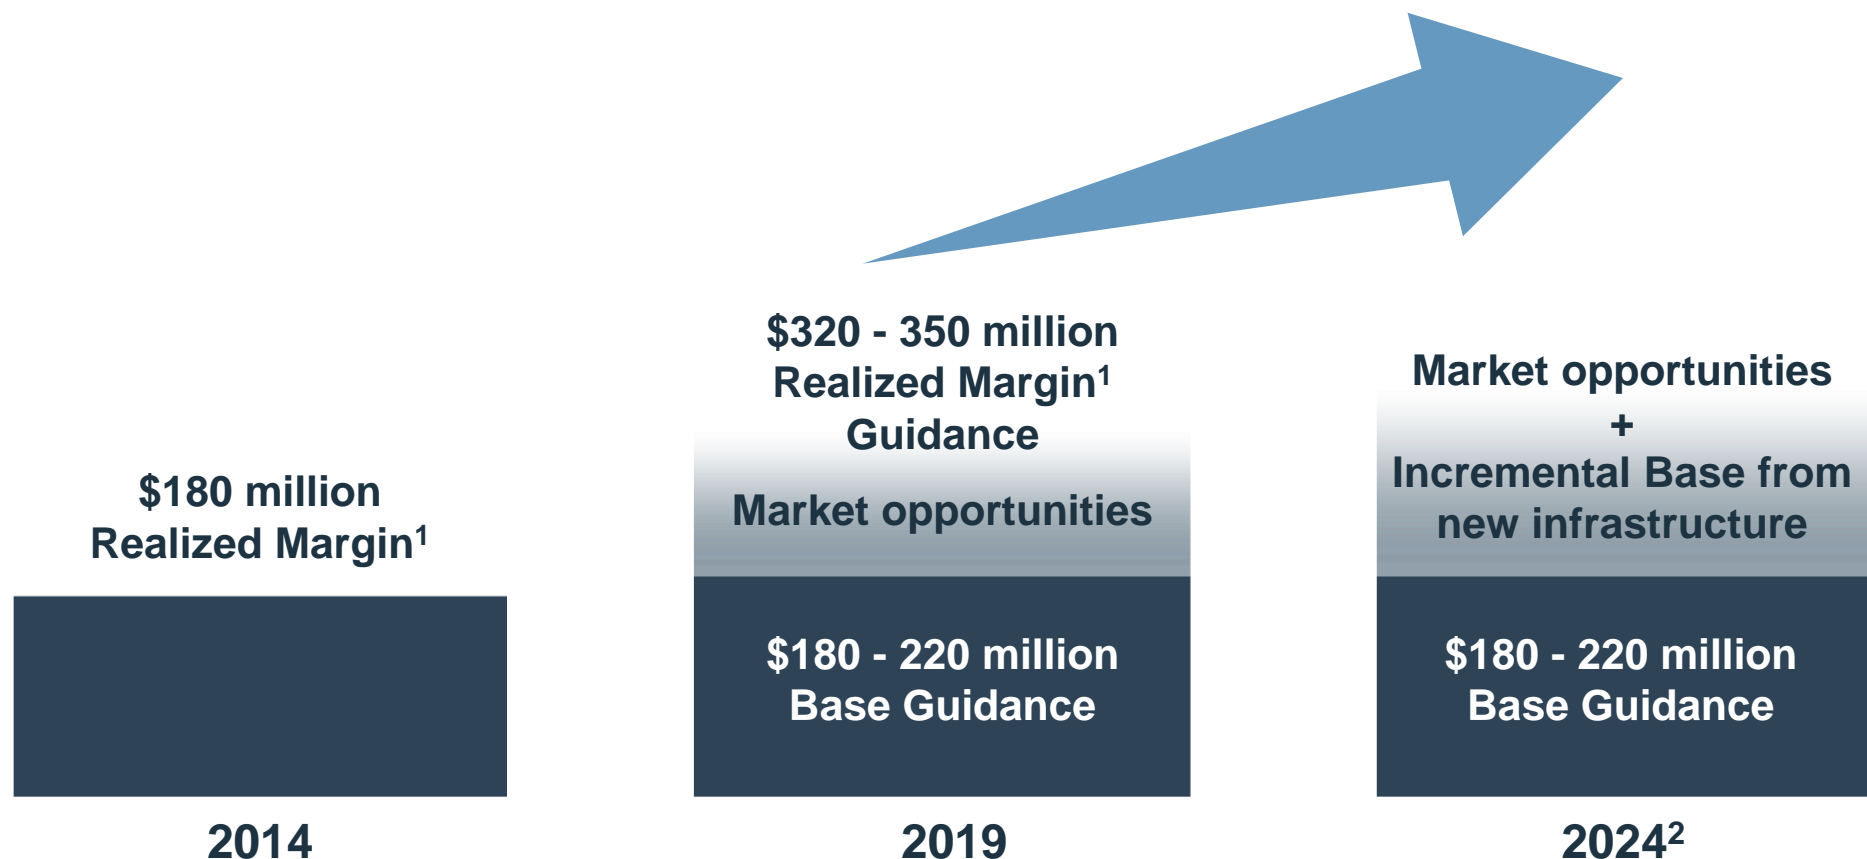 $180 million
Realized Margin¹
2014
$320 - 350 million
Realized Margin¹
Guidance
Market opportunities
$180 - 220 million
Base Guidance
2019
Market opportunities
+
Incremental Base from
new infrastructure
$180 - 220 million
Base Guidance
2024²